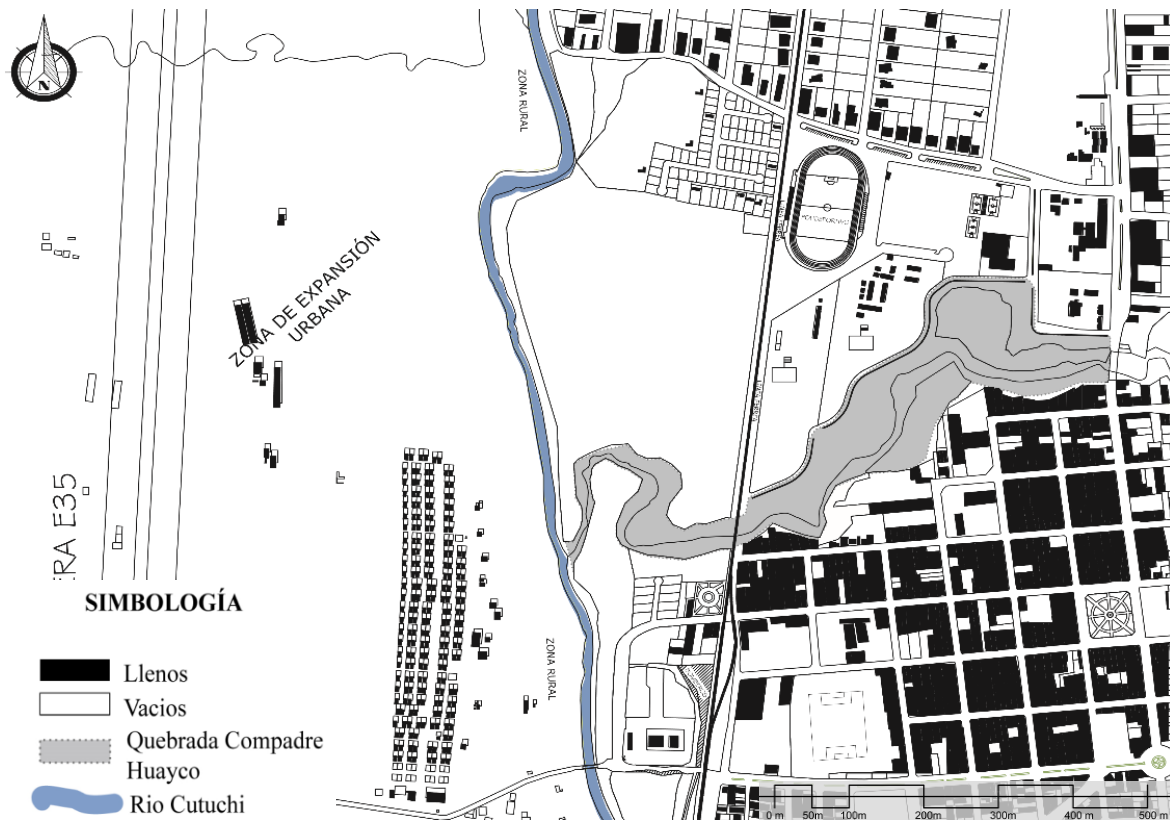 N
ZONA RURAL
ZONA DE EXPANSIÓN
URBANA
RA E35
ZONA RURAL
SIMBOLOGÍA
Llenos
Vacios
Quebrada Compadre
Huayco
Rio Cutuchi
0 m 50m 100m 200m 300m 400 m 500 m